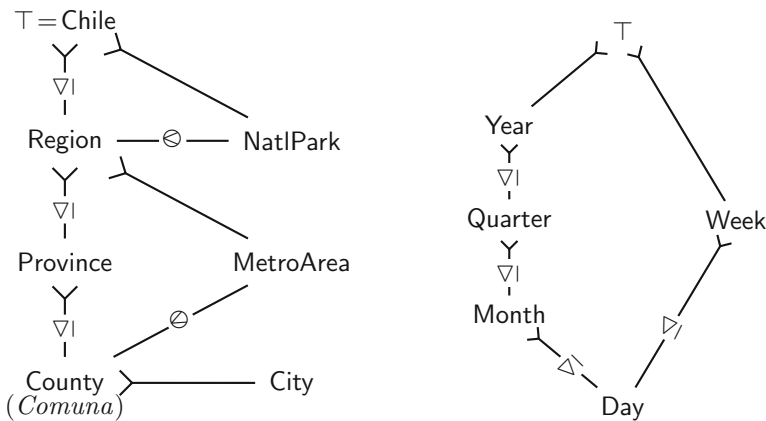 ⊤=Chile
Region
NatlPark
Province
MetroArea
County
(Comuna)
City
⊤
Year
Quarter
Week
Month
Day